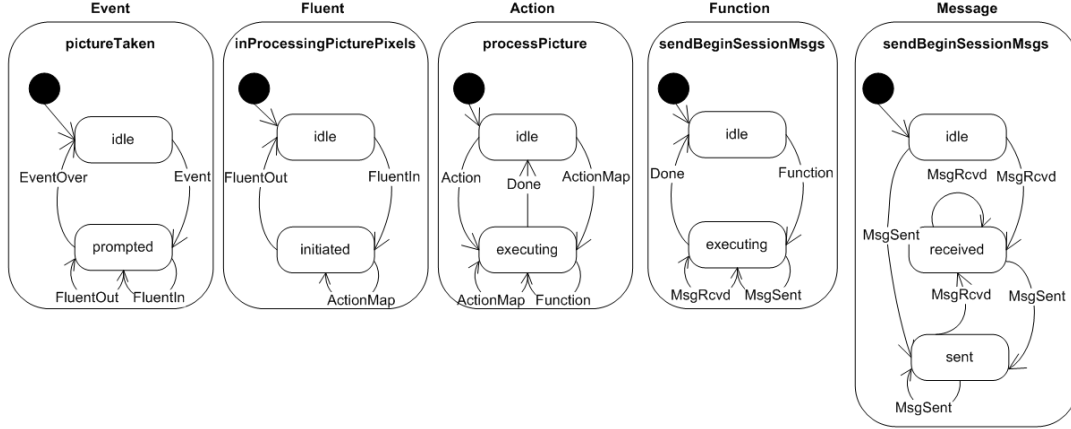 Event Fluent Action Function Message
pictureTaken
idle
EventOver
Event
prompted
FluentOut
FluentIn
inProcessingPicturePixels
idle
FluentOut
FluentIn
initiated
ActionMap
processPicture
idle
Action
Done
ActionMap
executing
ActionMap
Function
sendBeginSessionMsgs
idle
Done
Function
executing
MsgRcvd
MsgSent
sendBeginSessionMsgs
idle
MsgRcvd
MsgRcvd
MsgSent
received
MsgRcvd
MsgSent
sent
MsgSent